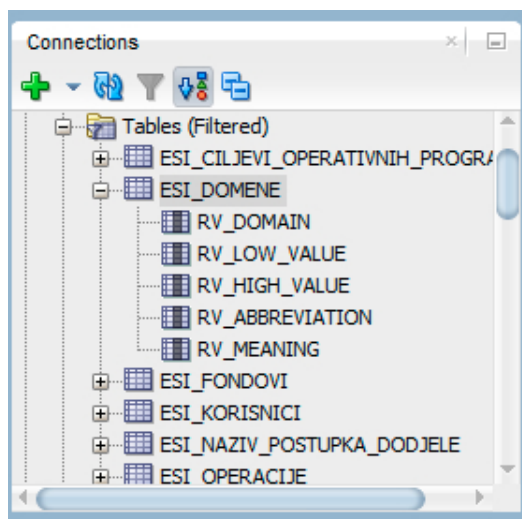 Connections
Tables (Filtered)
ESI_CILJEVI_OPERATIVNIH_PROGRA
ESI_DOMENE
RV_DOMAIN
RV_LOW_VALUE
RV_HIGH_VALUE
RV_ABBREVIATION
RV_MEANING
ESI_FONDOVI
ESI_KORISNICI
ESI_NAZIV_POSTUPKA_DODJELE
ESI_OPERACIJE